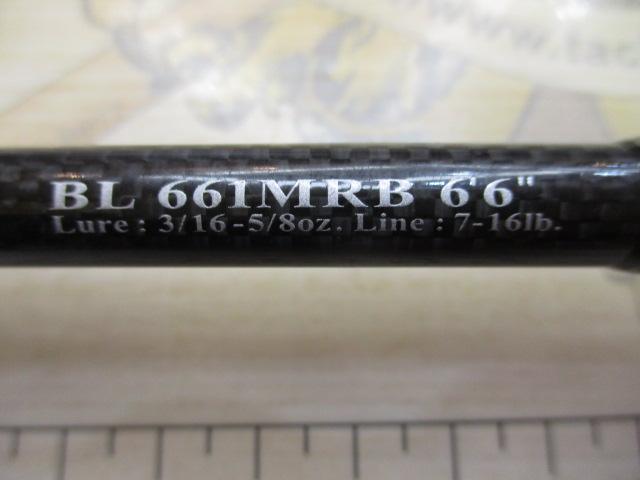 BL 661MRB 6'6"
Lure : 3/16-5/8oz. Line : 7-16lb.